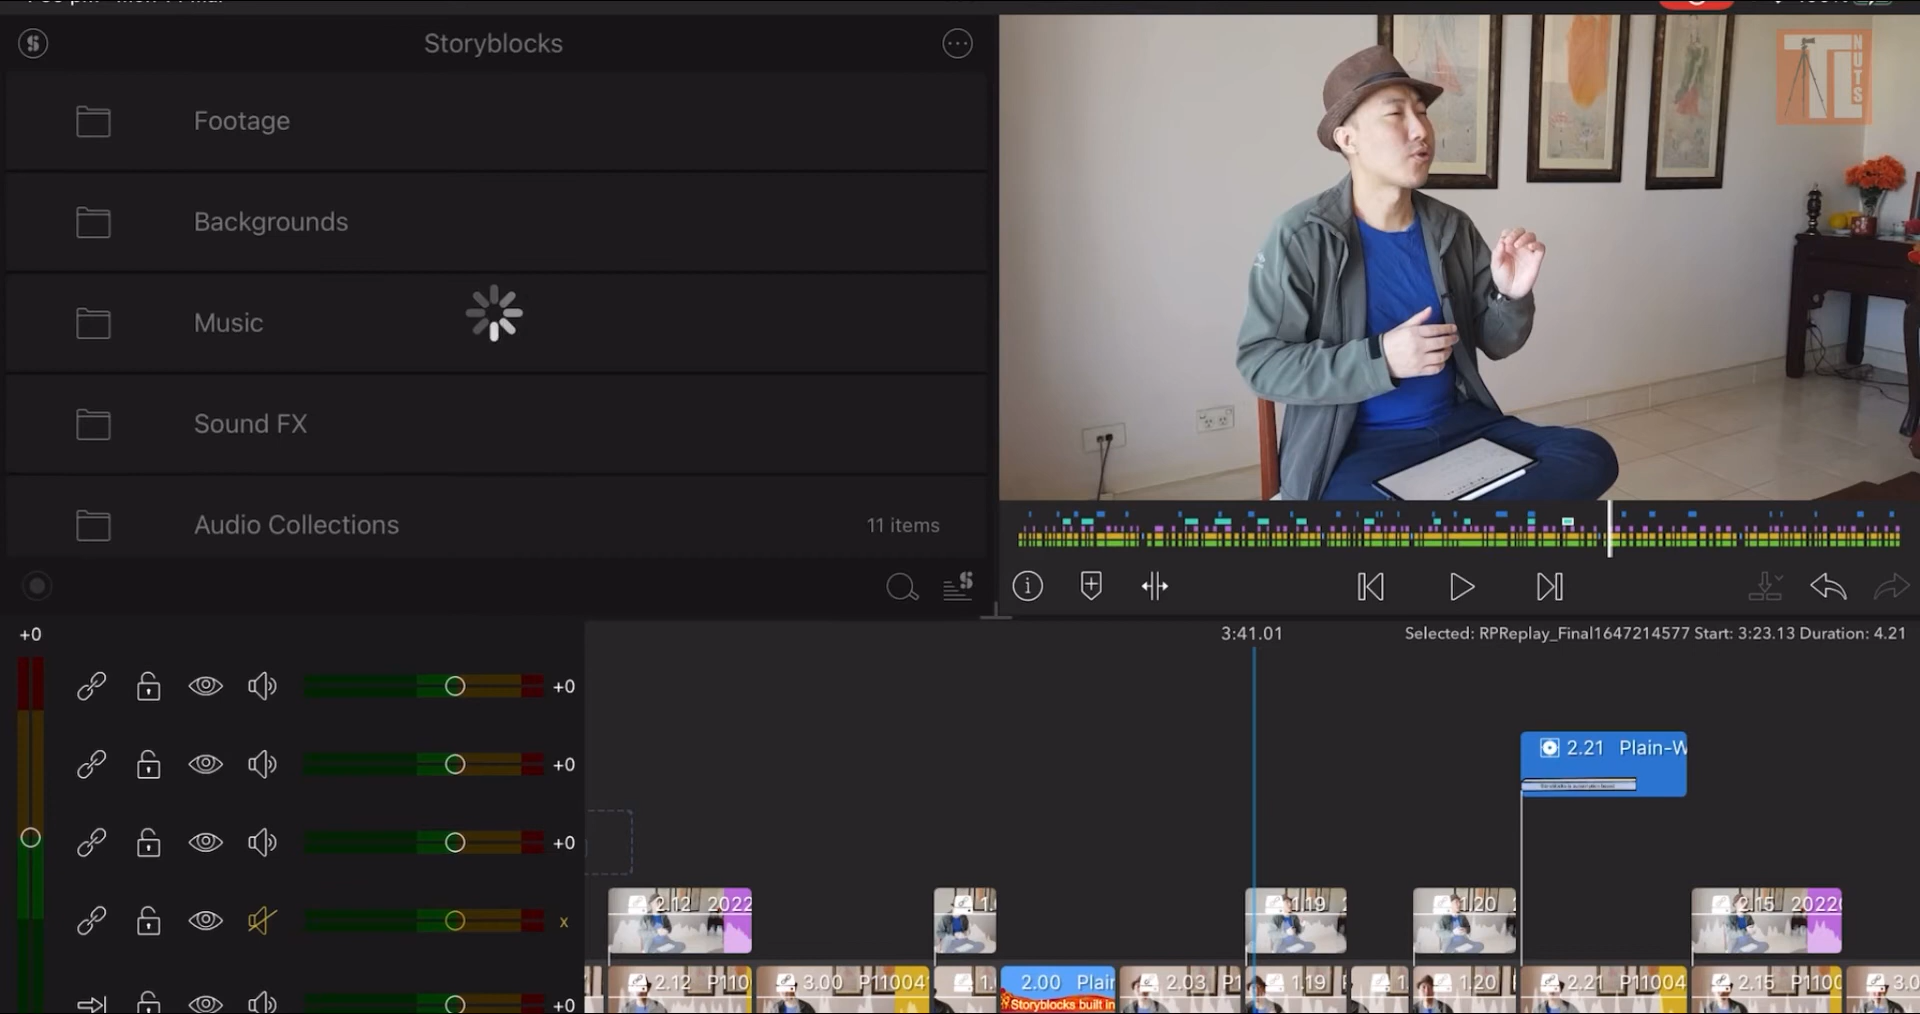 Storyblocks
Footage
Backgrounds
Music
Sound FX
Audio Collections
11 items
TL
NUTS
+0
3:41.01
Selected: RPReplay_Final1647214577 Start: 3:23.13 Duration: 4.21
+0
+0
+0
x
+0
2.21 Plain-W
2.12 2022
1.
1.19
1.20
2.15 2022
2.12 P110
3.00 P11004
1.
2.00 Plain
Storyblocks built in
2.03 P1
1.19
1.
1.20
2.21 P11004
2.15 P1100
3.0